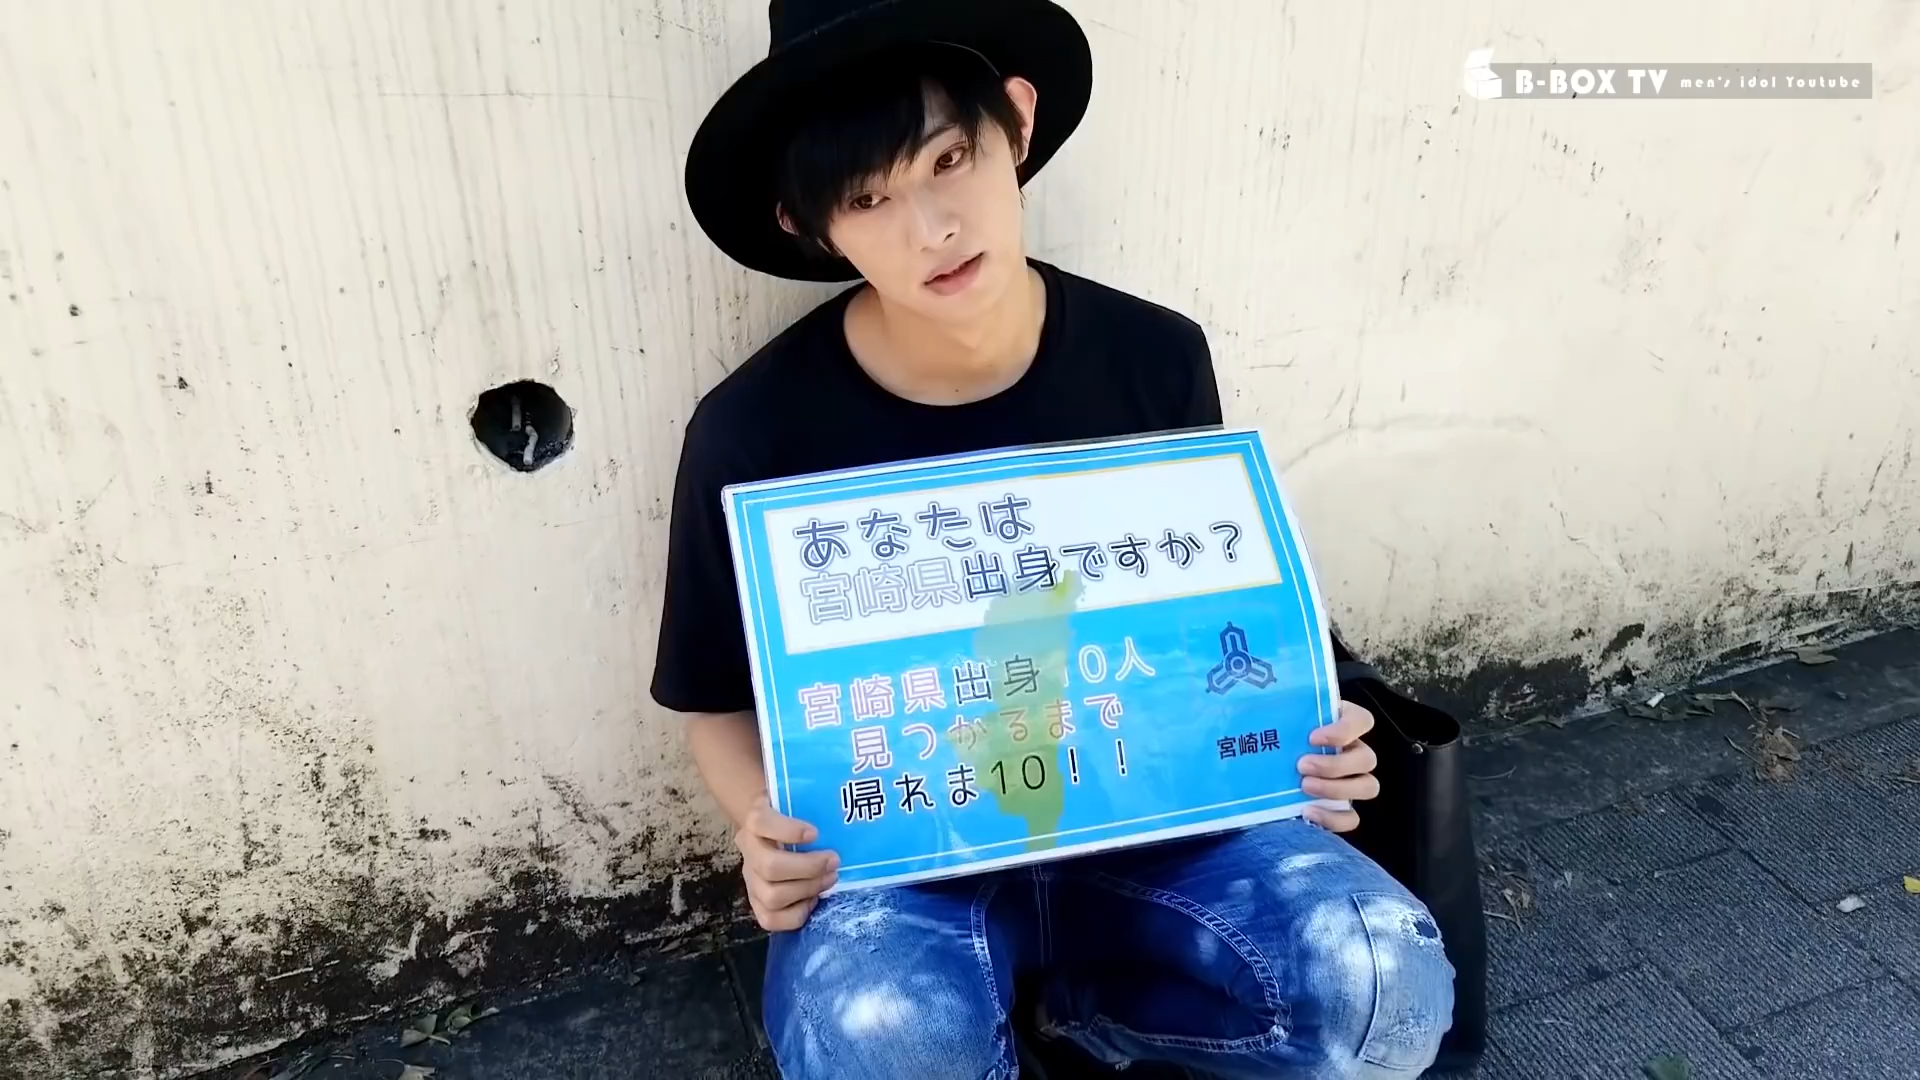 B-BOX TV men's idol Youtube
あなたは
宮崎県出身ですか？
宮崎県出身10人
見つかるまで
帰れま10！！
宮崎県